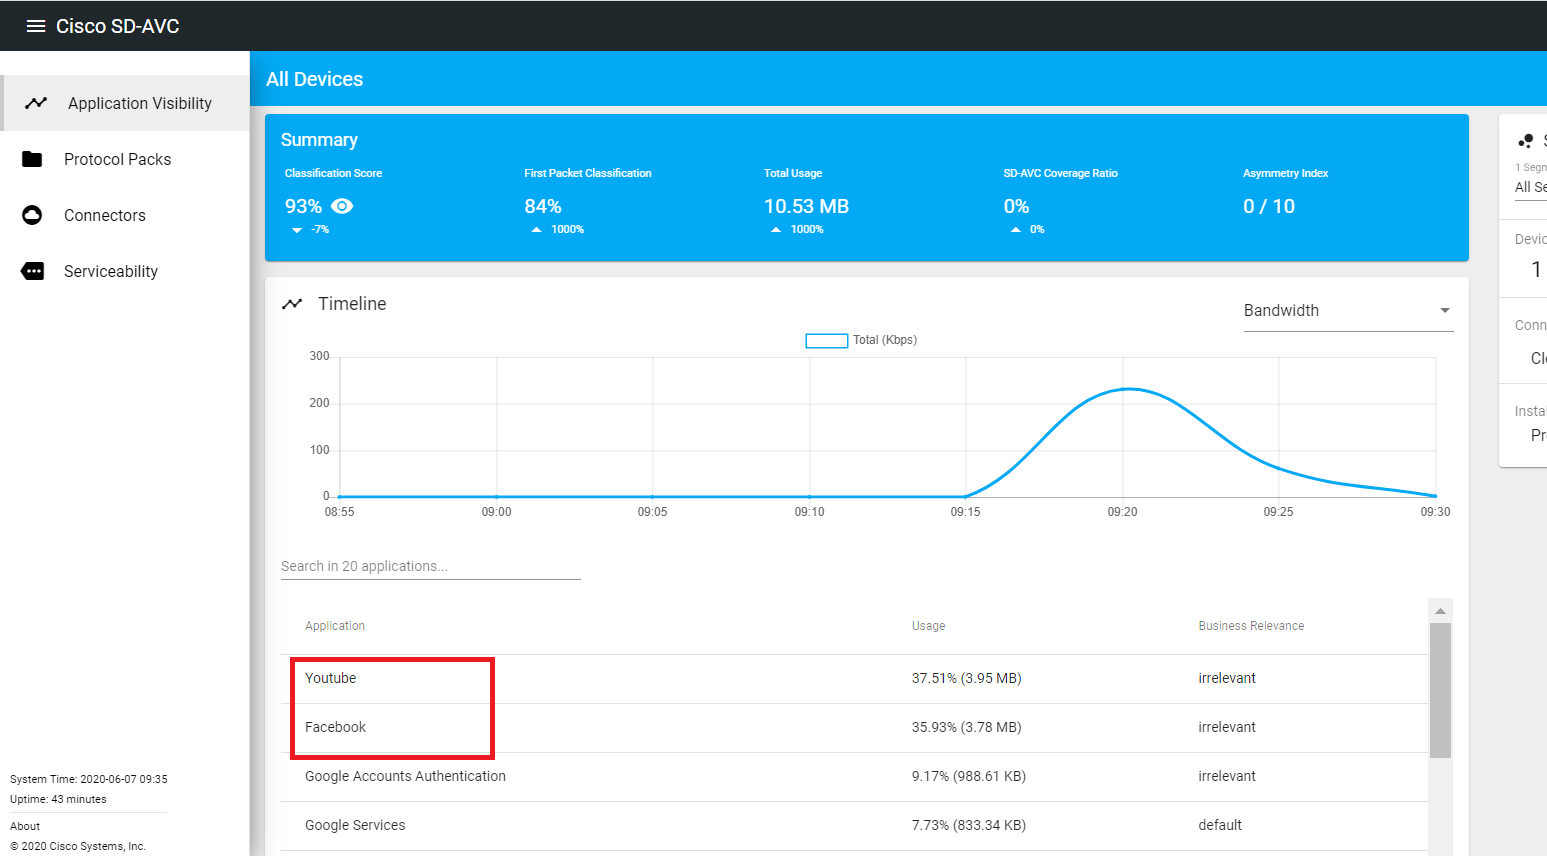 Cisco SD-AVC
All Devices
Application Visibility
Protocol Packs
Connectors
Serviceability
Summary
Classification Score
First Packet Classification
Total Usage
SD-AVC Coverage Ratio
Asymmetry Index
93%
84%
10.53 MB
0%
0 / 10
-7%
1000%
1000%
0%
Timeline
Bandwidth
Total (Kbps)
300
200
100
0
08:55
09:00
09:05
09:10
09:15
09:20
09:25
09:30
Search in 20 applications...
Application
Usage
Business Relevance
Youtube
37.51% (3.95 MB)
irrelevant
Facebook
35.93% (3.78 MB)
irrelevant
Google Accounts Authentication
9.17% (988.61 KB)
irrelevant
Google Services
7.73% (833.34 KB)
default
1 Segm
All Se
Devic
1
Conn
Clo
Instal
Pro
System Time: 2020-06-07 09:35
Uptime: 43 minutes
About
© 2020 Cisco Systems, Inc.